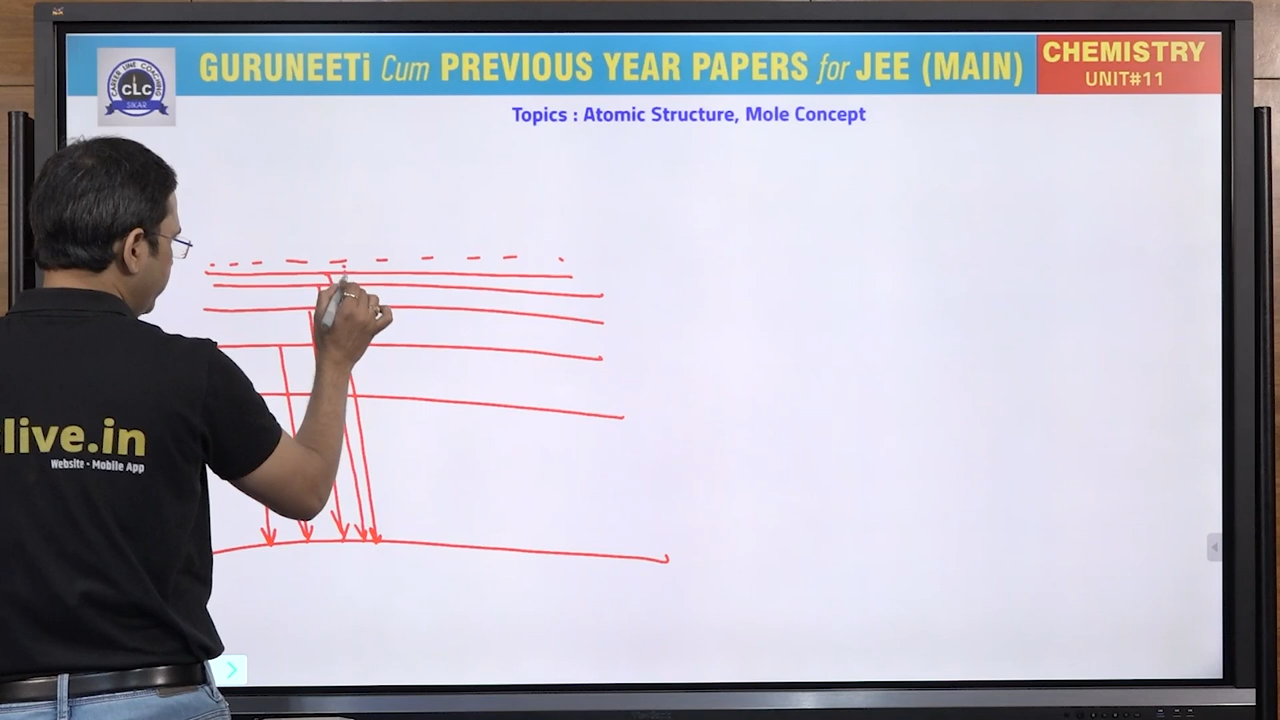 GURUNEETi Cum PREVIOUS YEAR PAPERS for JEE (MAIN)
CHEMISTRY
UNIT#11
CAREER LINE COACHING
CLC
SIKAR
Topics : Atomic Structure, Mole Concept
live.in
Website - Mobile App